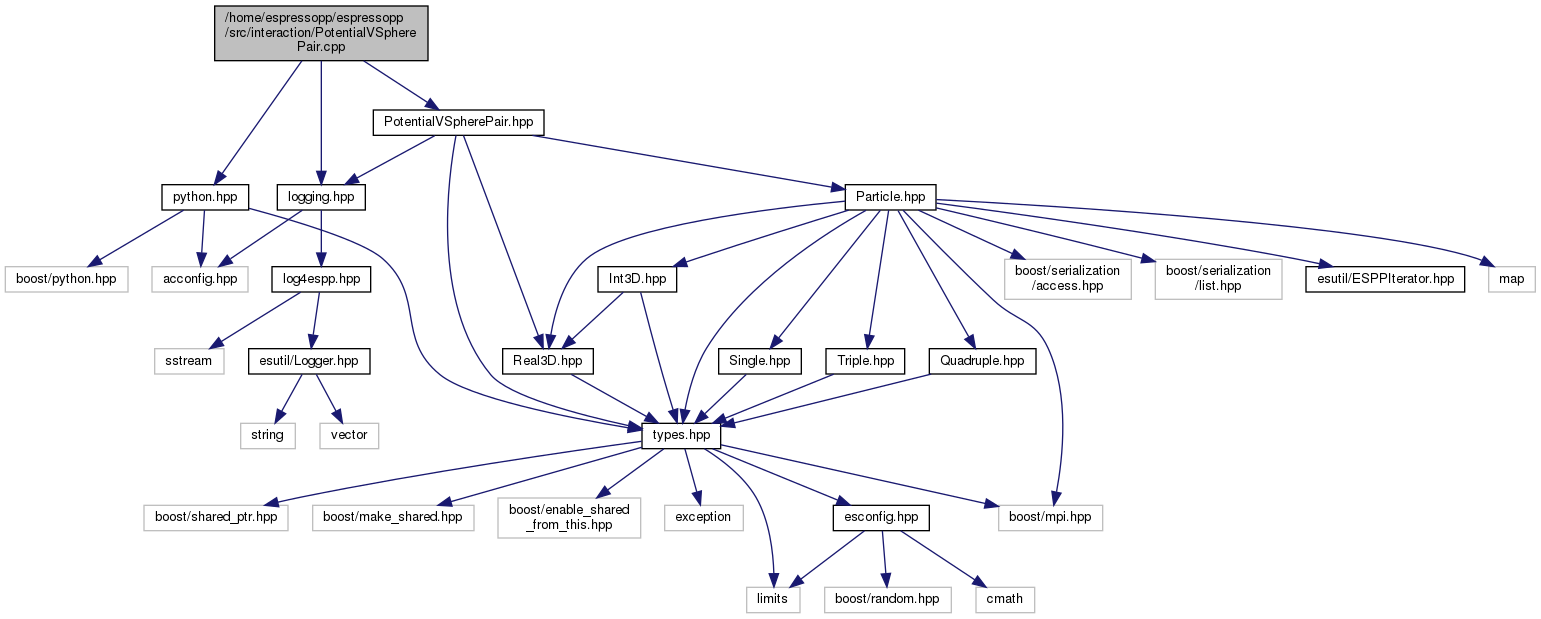 /home/espressopp/espressopp
/src/interaction/PotentialVSphere
Pair.cpp
PotentialVSpherePair.hpp
python.hpp
logging.hpp
Particle.hpp
boost/python.hpp
acconfig.hpp
log4espp.hpp
Int3D.hpp
boost/serialization
/access.hpp
boost/serialization
/list.hpp
esutil/ESPPIterator.hpp
map
sstream
esutil/Logger.hpp
Real3D.hpp
Single.hpp
Triple.hpp
Quadruple.hpp
string
vector
types.hpp
boost/shared_ptr.hpp
boost/make_shared.hpp
boost/enable_shared
_from_this.hpp
exception
esconfig.hpp
boost/mpi.hpp
limits
boost/random.hpp
cmath